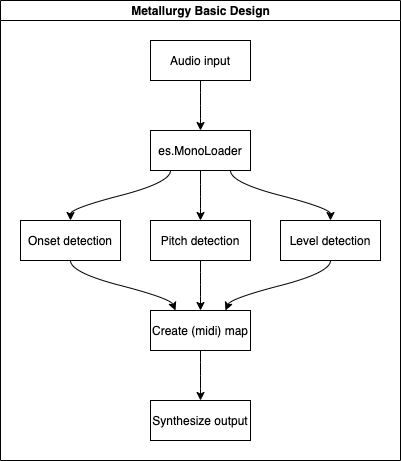 Metallurgy Basic Design
Audio input
es.MonoLoader
Onset detection
Pitch detection
Level detection
Create (midi) map
Synthesize output